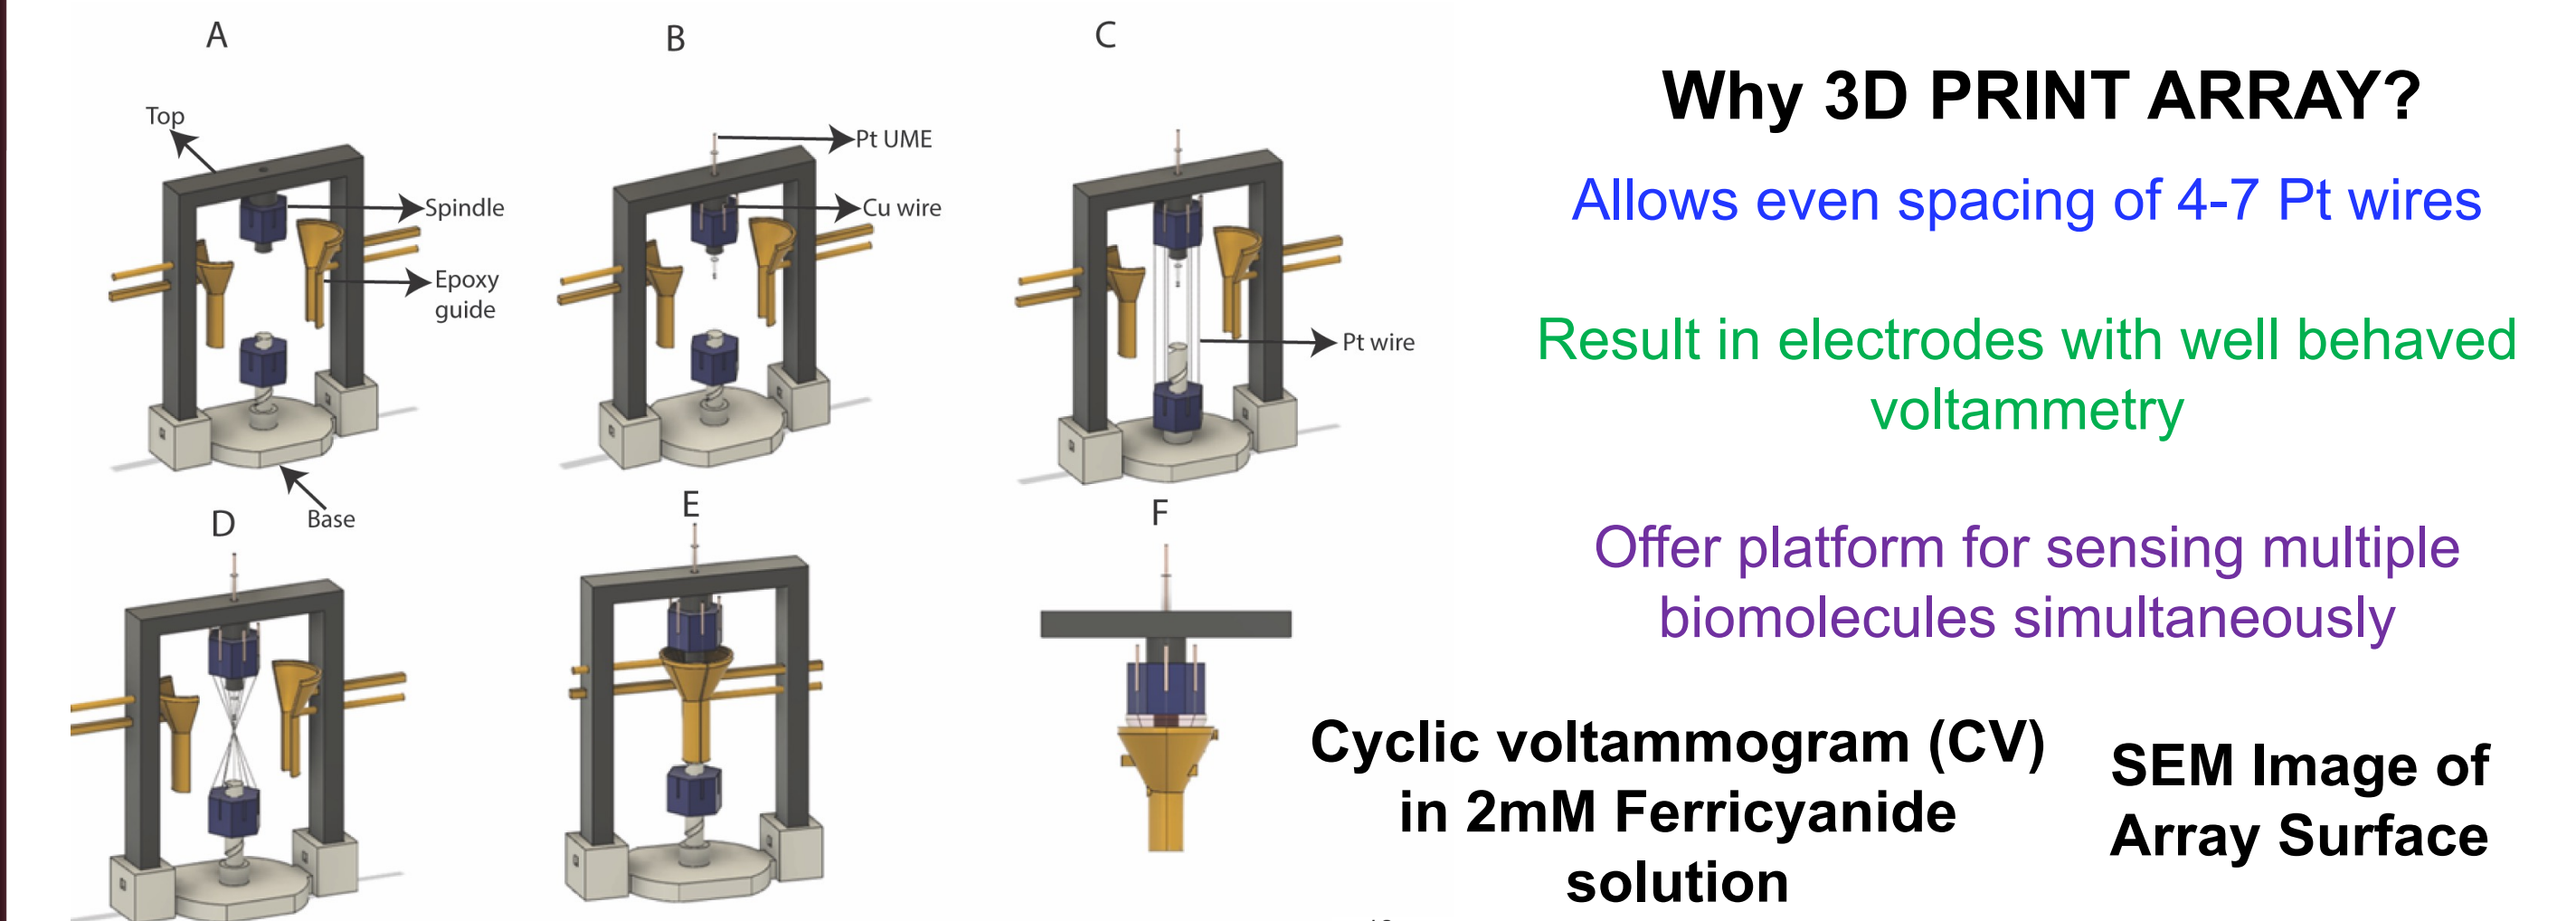 A
B
C
Top
Pt UME
Spindle
Cu wire
Epoxy
guide
Pt wire
Base
D
E
F
Why 3D PRINT ARRAY?
Allows even spacing of 4-7 Pt wires
Result in electrodes with well behaved
voltammetry
Offer platform for sensing multiple
biomolecules simultaneously
Cyclic voltammogram (CV)
in 2mM Ferricyanide
solution
SEM Image of
Array Surface